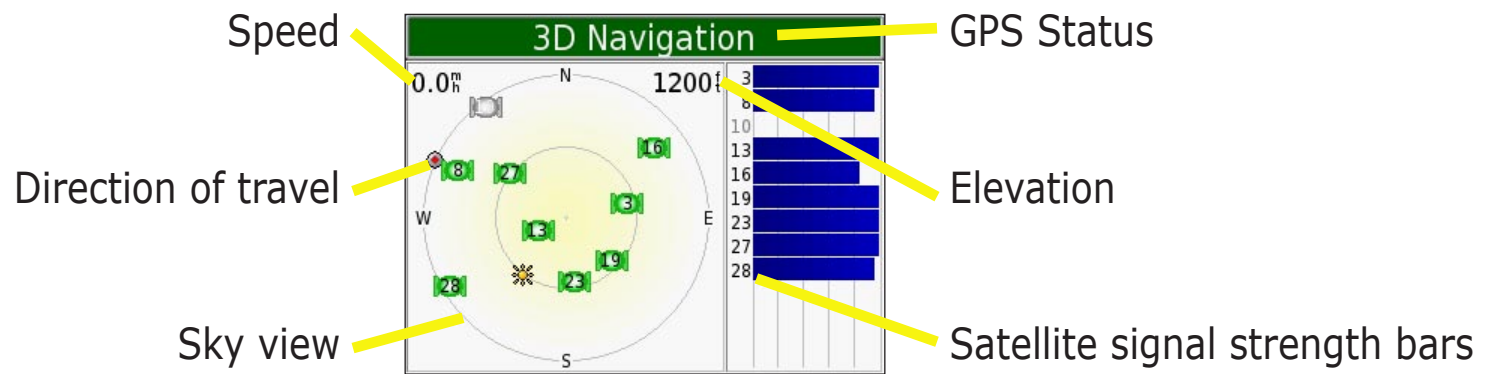 Speed
3D Navigation
GPS Status
0.0 m h
N
1200 f t
3
8
10
13
16
19
23
27
28
16
8
27
3
W
E
13
19
23
28
S
Direction of travel
Elevation
Sky view
Satellite signal strength bars